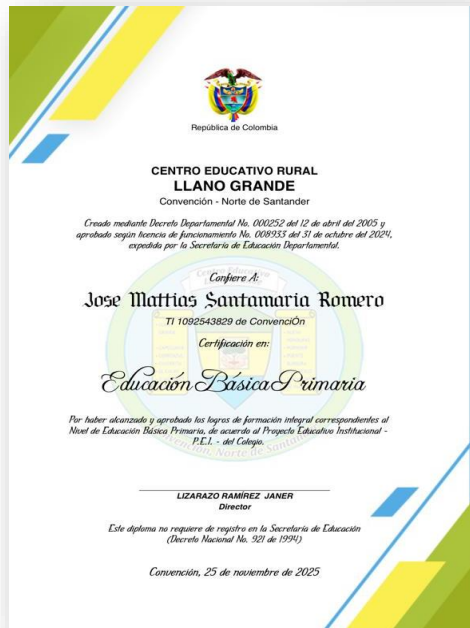 República de Colombia
CENTRO EDUCATIVO RURAL
LLANO GRANDE
Convención - Norte de Santander
Creado mediante Decreto Departamental No. 000252 del 12 de abril del 2005 y
aprobado según licencia de funcionamiento No. 008933 del 31 de octubre del 2024,
expedida por la Secretaría de Educación Departamental.
Confiere A:
Jose Mattias Santamaria Romero
TI 1092543829 de ConvenciÓn
Certificación en:
Educación Básica Primaria
Por haber alcanzado y aprobado los logros de formación integral correspondientes al
Nivel de Educación Básica Primaria, de acuerdo al Proyecto Educativo Institucional -
P.E.I. - del Colegio.
LIZARAZO RAMÍREZ JANER
Director
Este diploma no requiere de registro en la Secretaría de Educación
(Decreto Nacional No. 921 de 1994)
Convención, 25 de noviembre de 2025